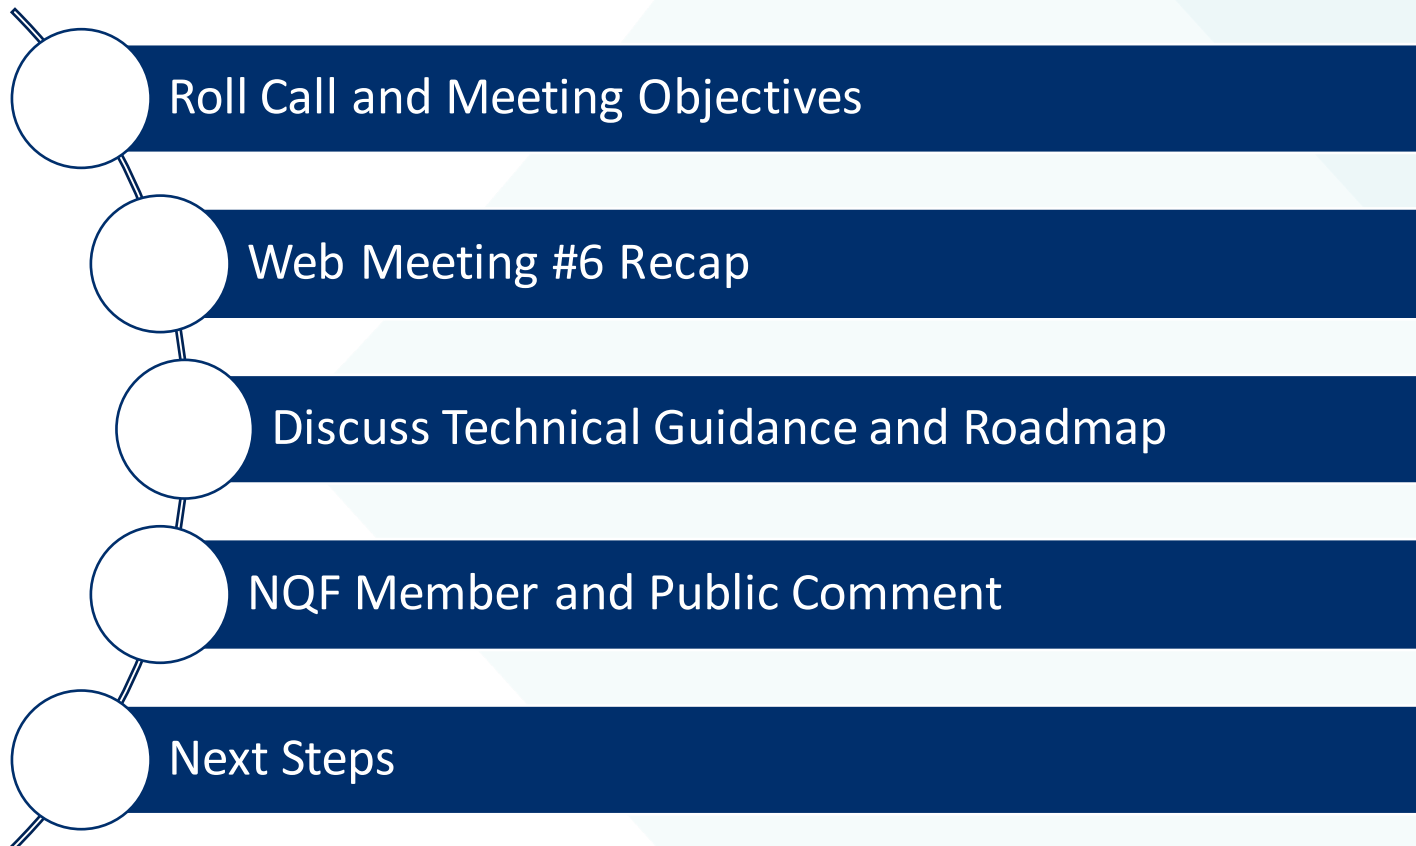 Roll Call and Meeting Objectives
Web Meeting #6 Recap
Discuss Technical Guidance and Roadmap
NQF Member and Public Comment
Next Steps